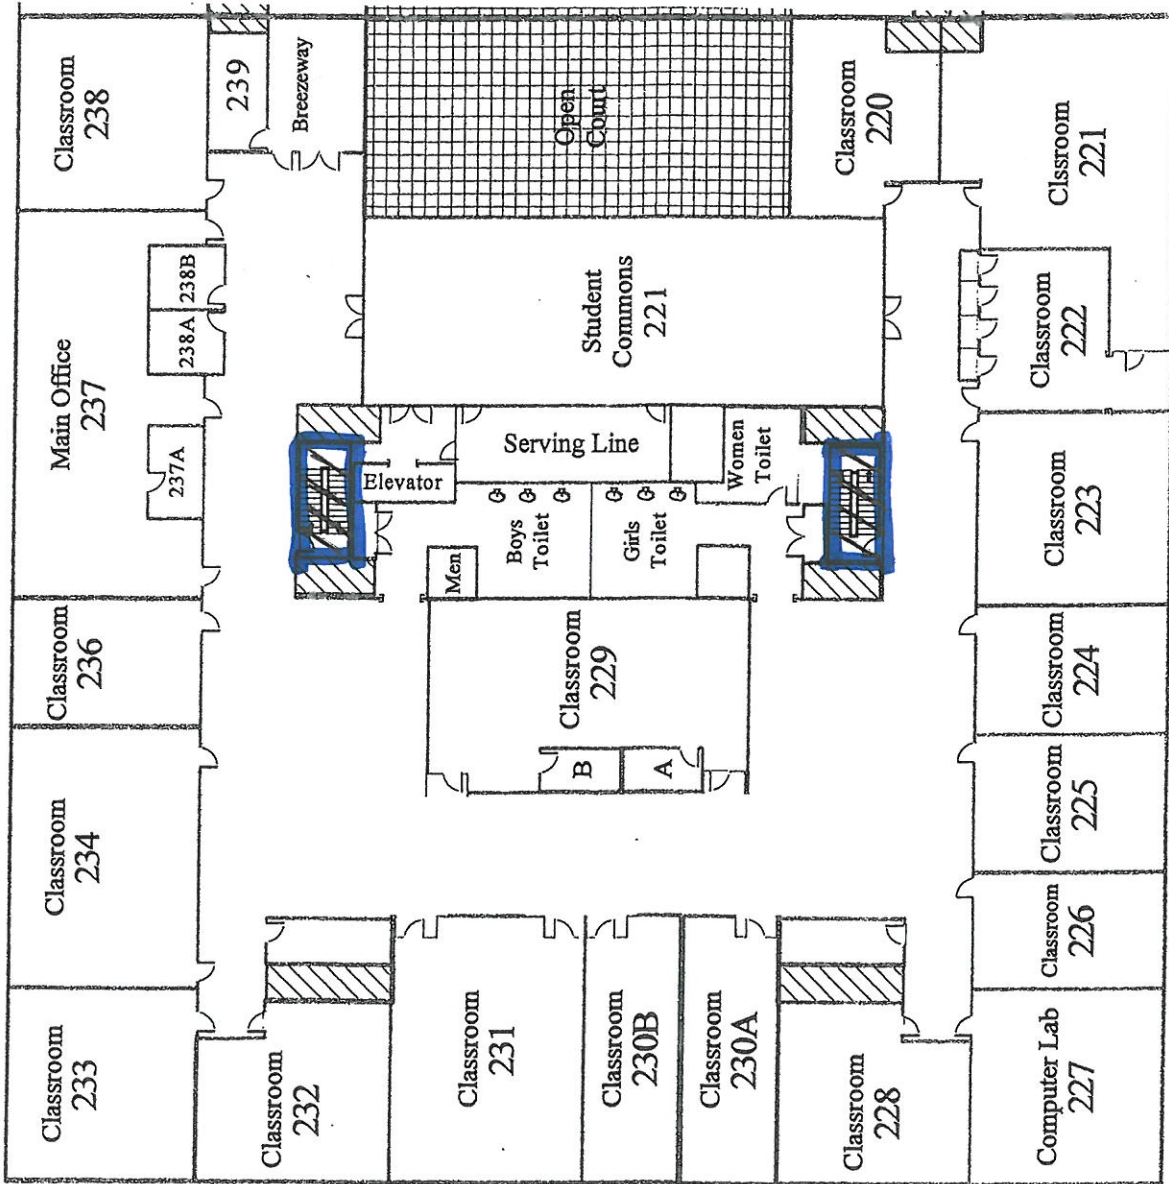 Classroom
238
239
Breezeway
Open
Court
Classroom
220
Clssroom
221
Main Office
237
238B
238A
237A
Student
Commons
221
Classroom
222
Serving Line
Elevator
Women
Toilet
Boys
Toilet
Girls
Toilet
Men
Classroom
223
Classroom
236
Classroom
229
B
A
Classroom
224
Classroom
234
Classroom
225
Classroom
226
Classroom
233
Classroom
232
Classroom
231
Classroom
230B
Classroom
230A
Classroom
228
Computer Lab
227